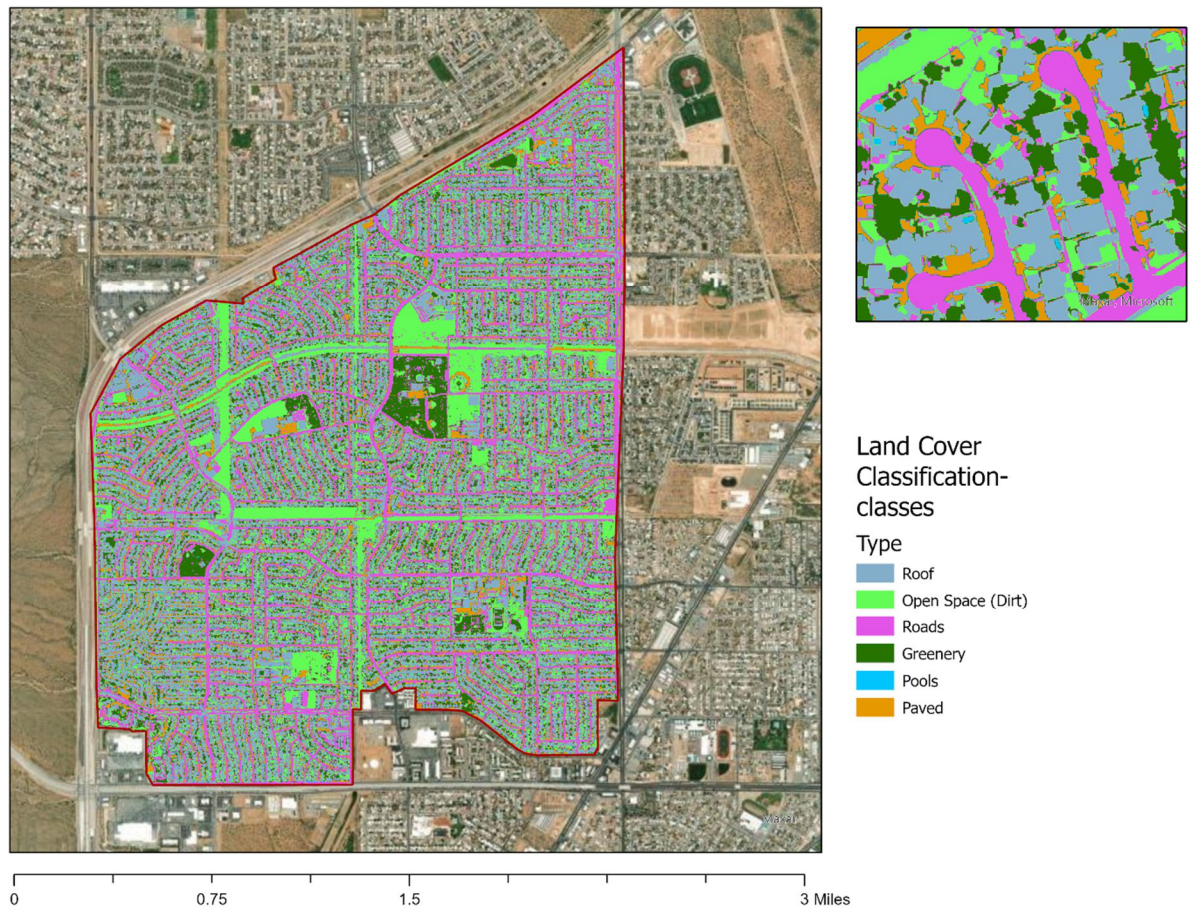 Maxar, Microsoft
Land Cover
Classification-
classes
Type
Roof
Open Space (Dirt)
Roads
Greenery
Pools
Paved
Maxar
0 0.75 1.5 3 Miles